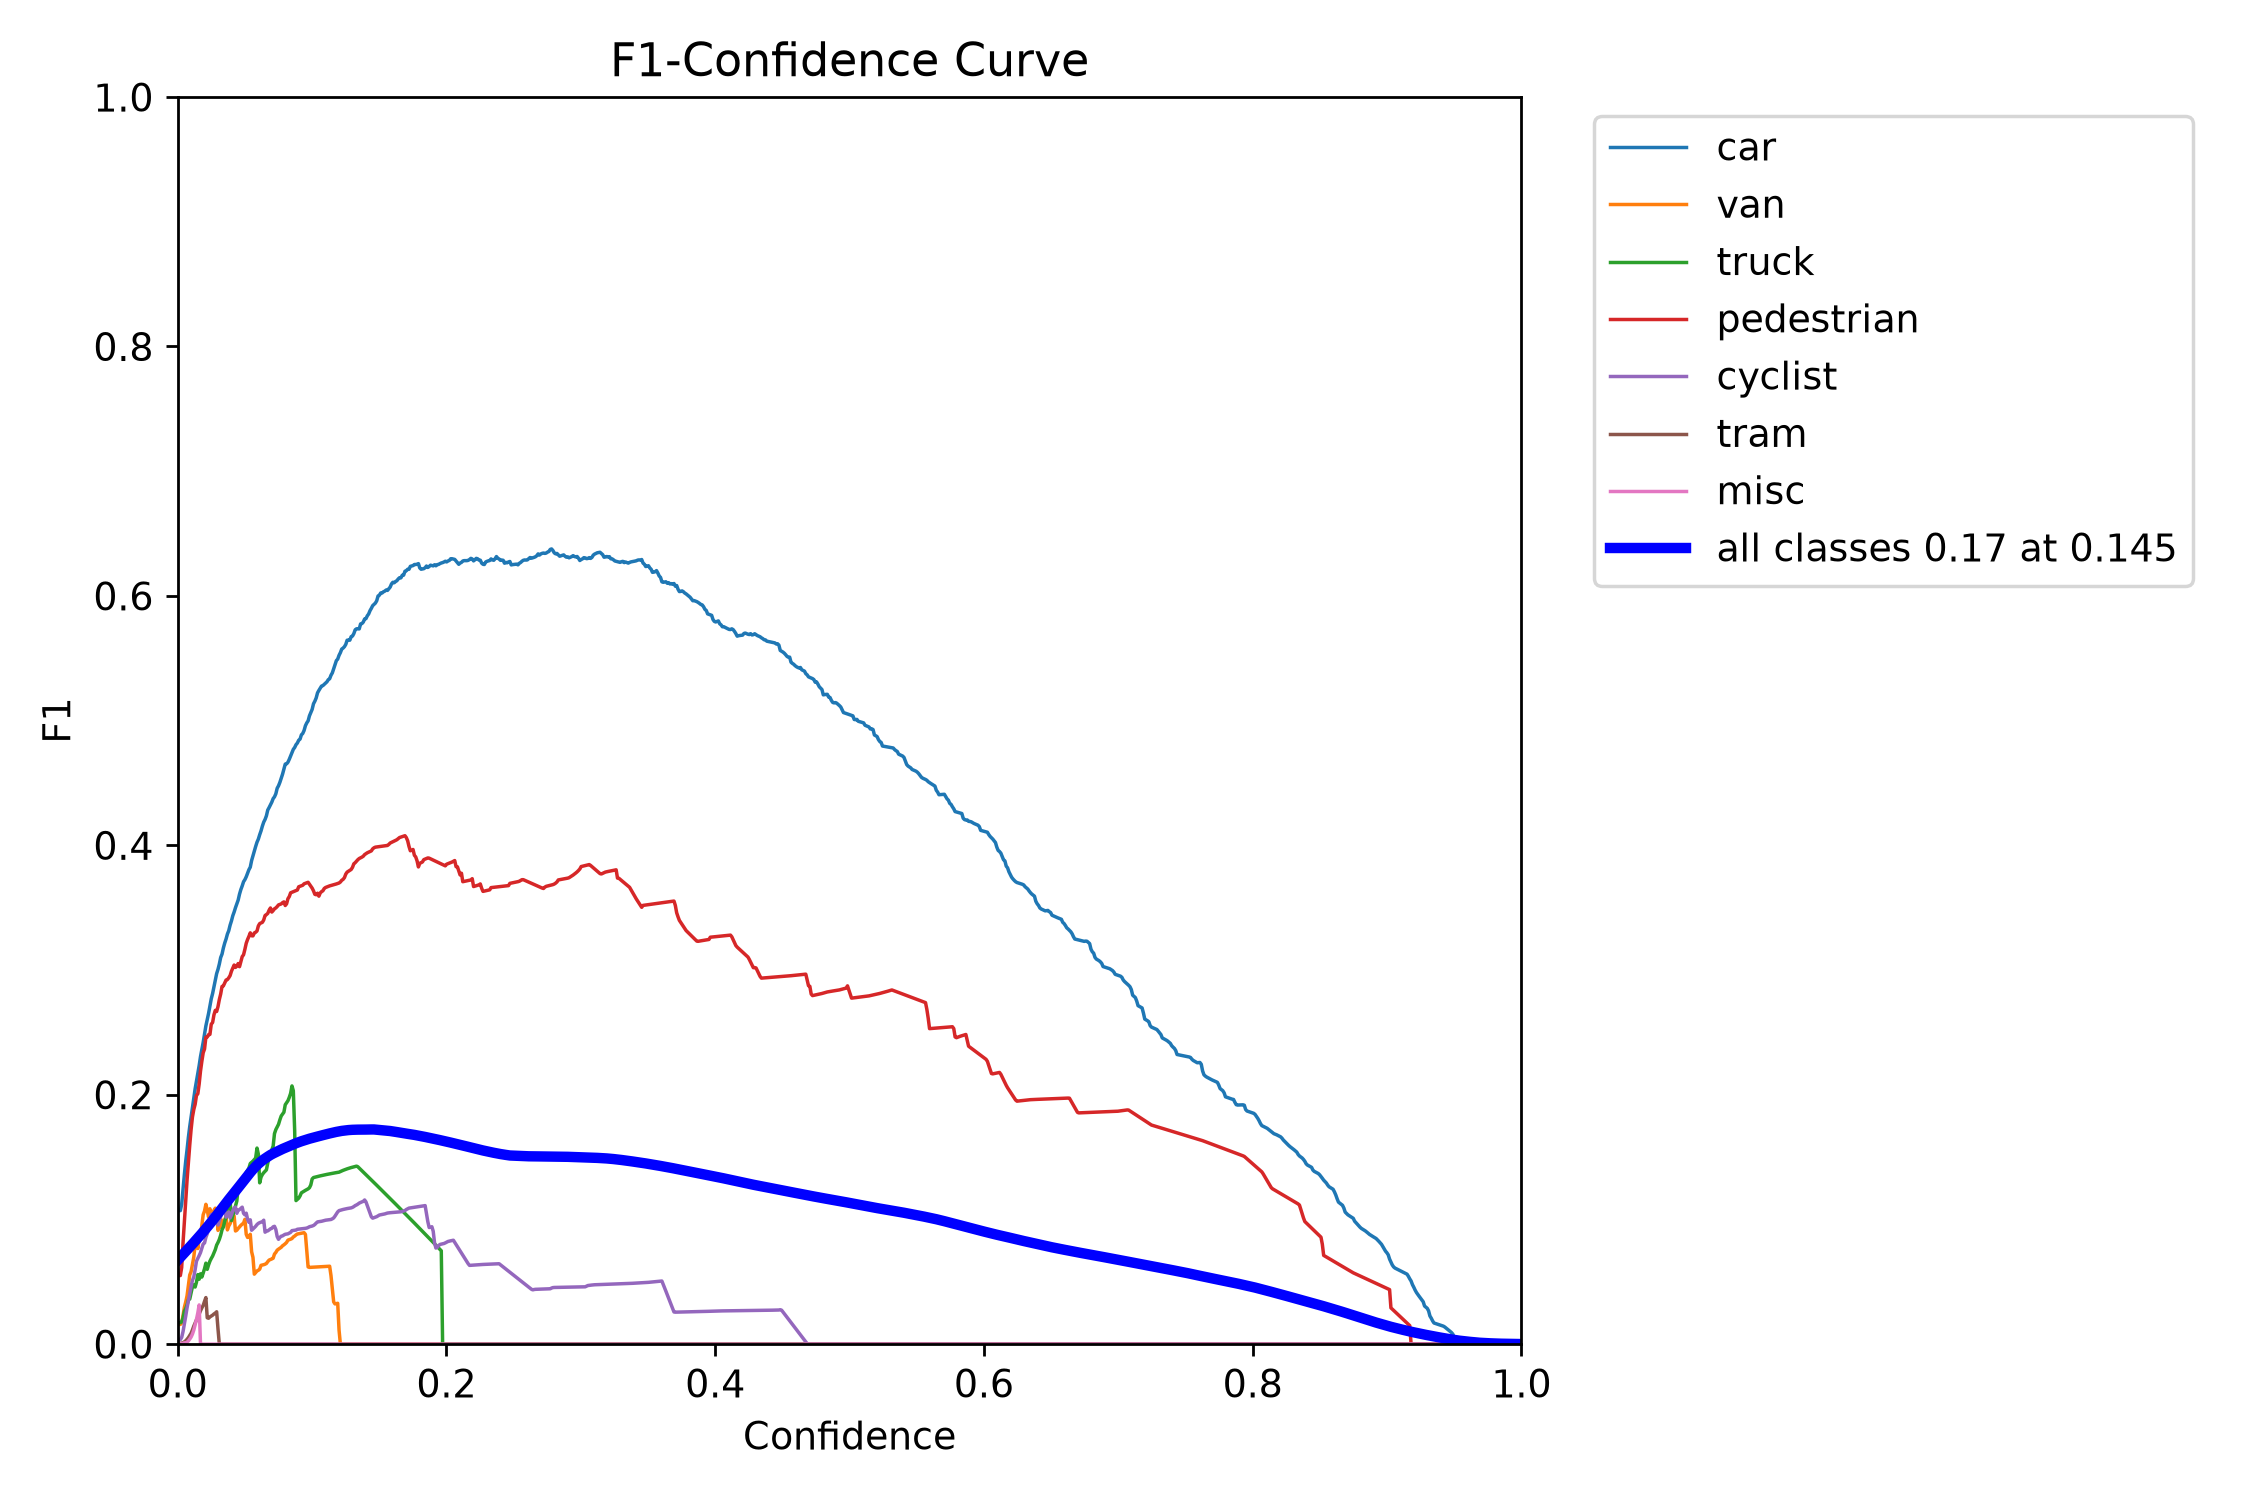 F1-Confidence Curve
1.0
0.8
0.6
0.4
0.2
0.0
F1
0.0 0.2 0.4 0.6 0.8 1.0
Confidence
car
van
truck
pedestrian
cyclist
tram
misc
all classes 0.17 at 0.145